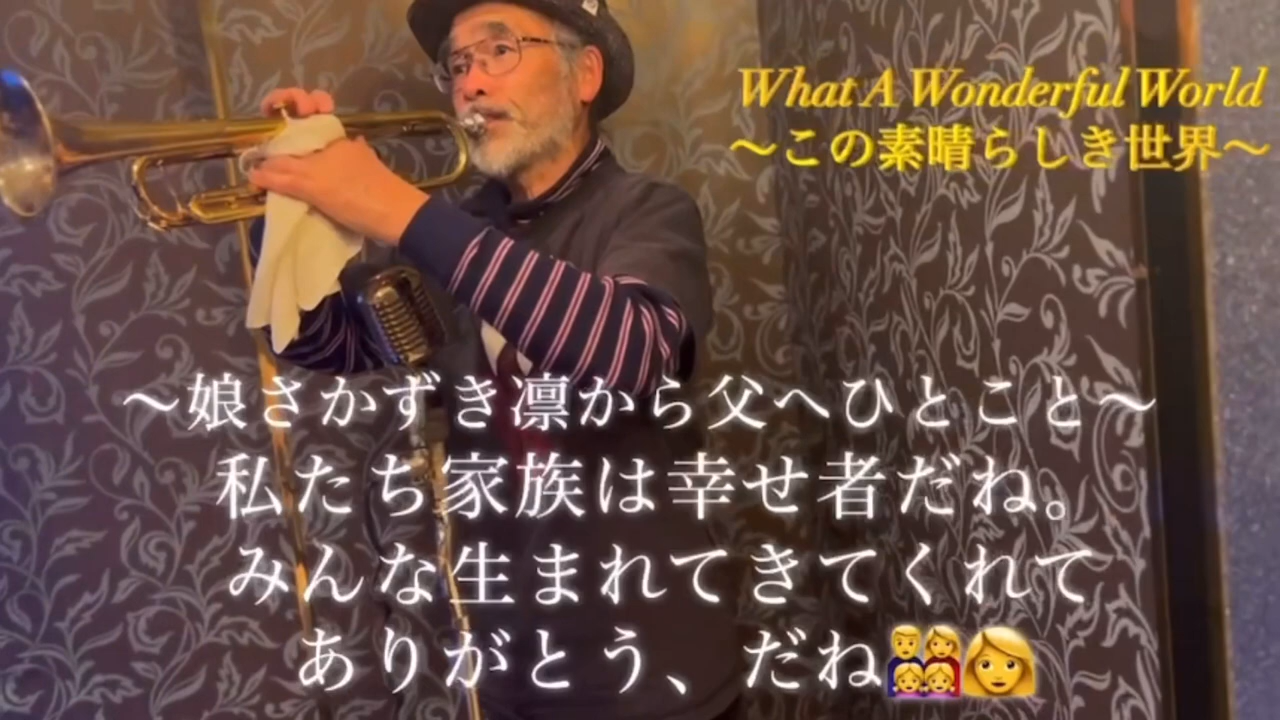 What A Wonderful World
～この素晴らしき世界～
～娘さかずき凛から父へひとこと～
私たち家族は幸せ者だね。
みんな生まれてきてくれて
ありがとう、だね👨‍👩‍👧‍👧👩